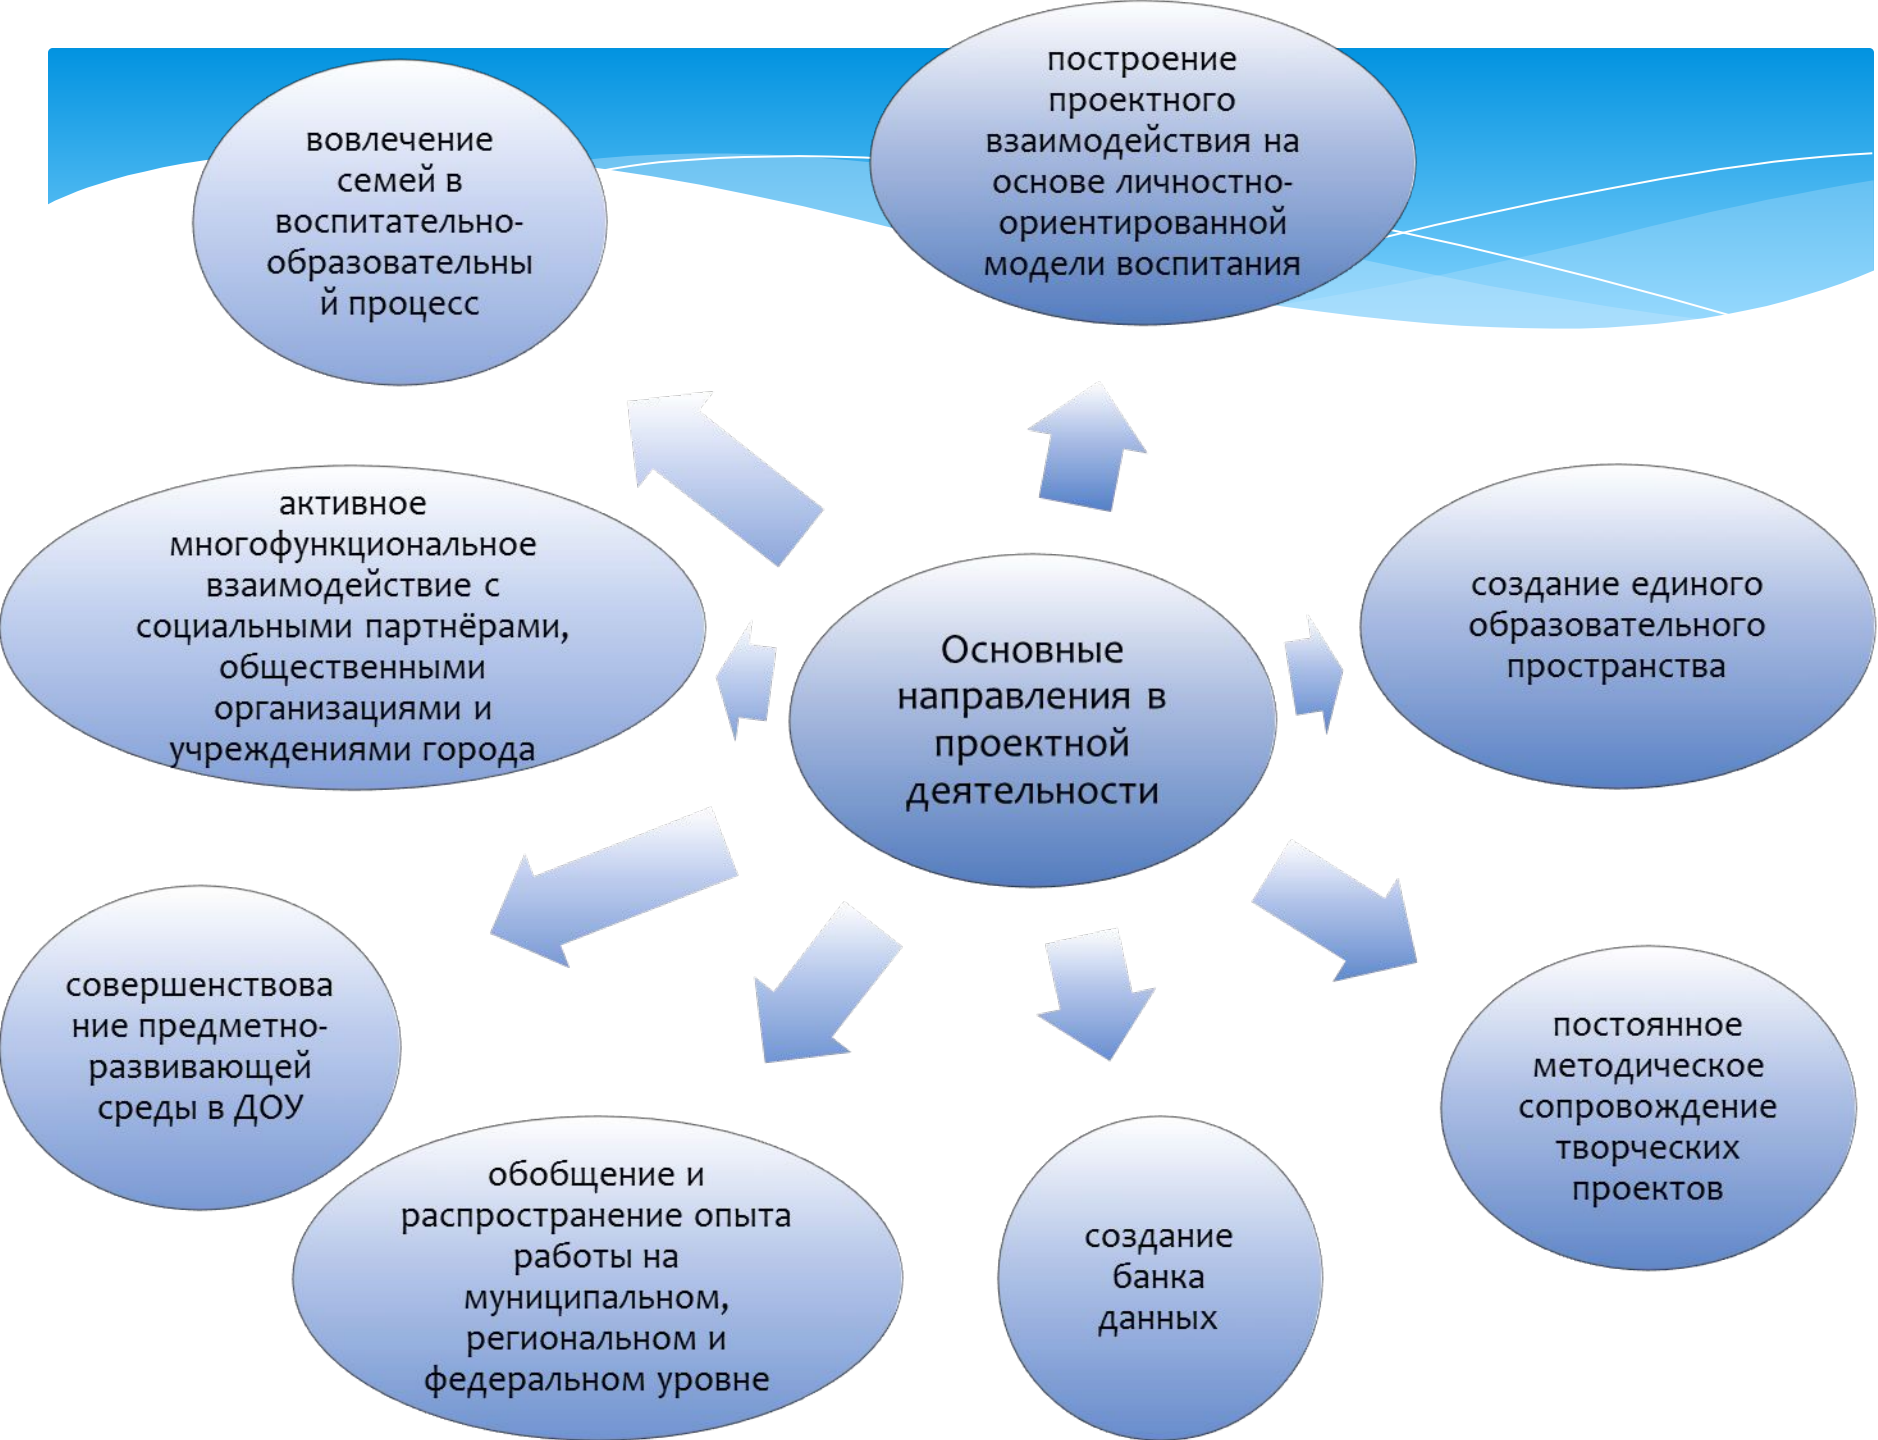 построение
проектного
взаимодействия на
основе личностно-
ориентированной
модели воспитания
вовлечение
семей в
воспитательно-
образовательны
й процесс
активное
многофункциональное
взаимодействие с
социальными партнёрами,
общественными
организациями и
учреждениями города
Основные
направления в
проектной
деятельности
создание единого
образовательного
пространства
совершенствова
ние предметно-
развивающей
среды в ДОУ
постоянное
методическое
сопровождение
творческих
проектов
обобщение и
распространение опыта
работы на
муниципальном,
региональном и
федеральном уровне
создание
банка
данных